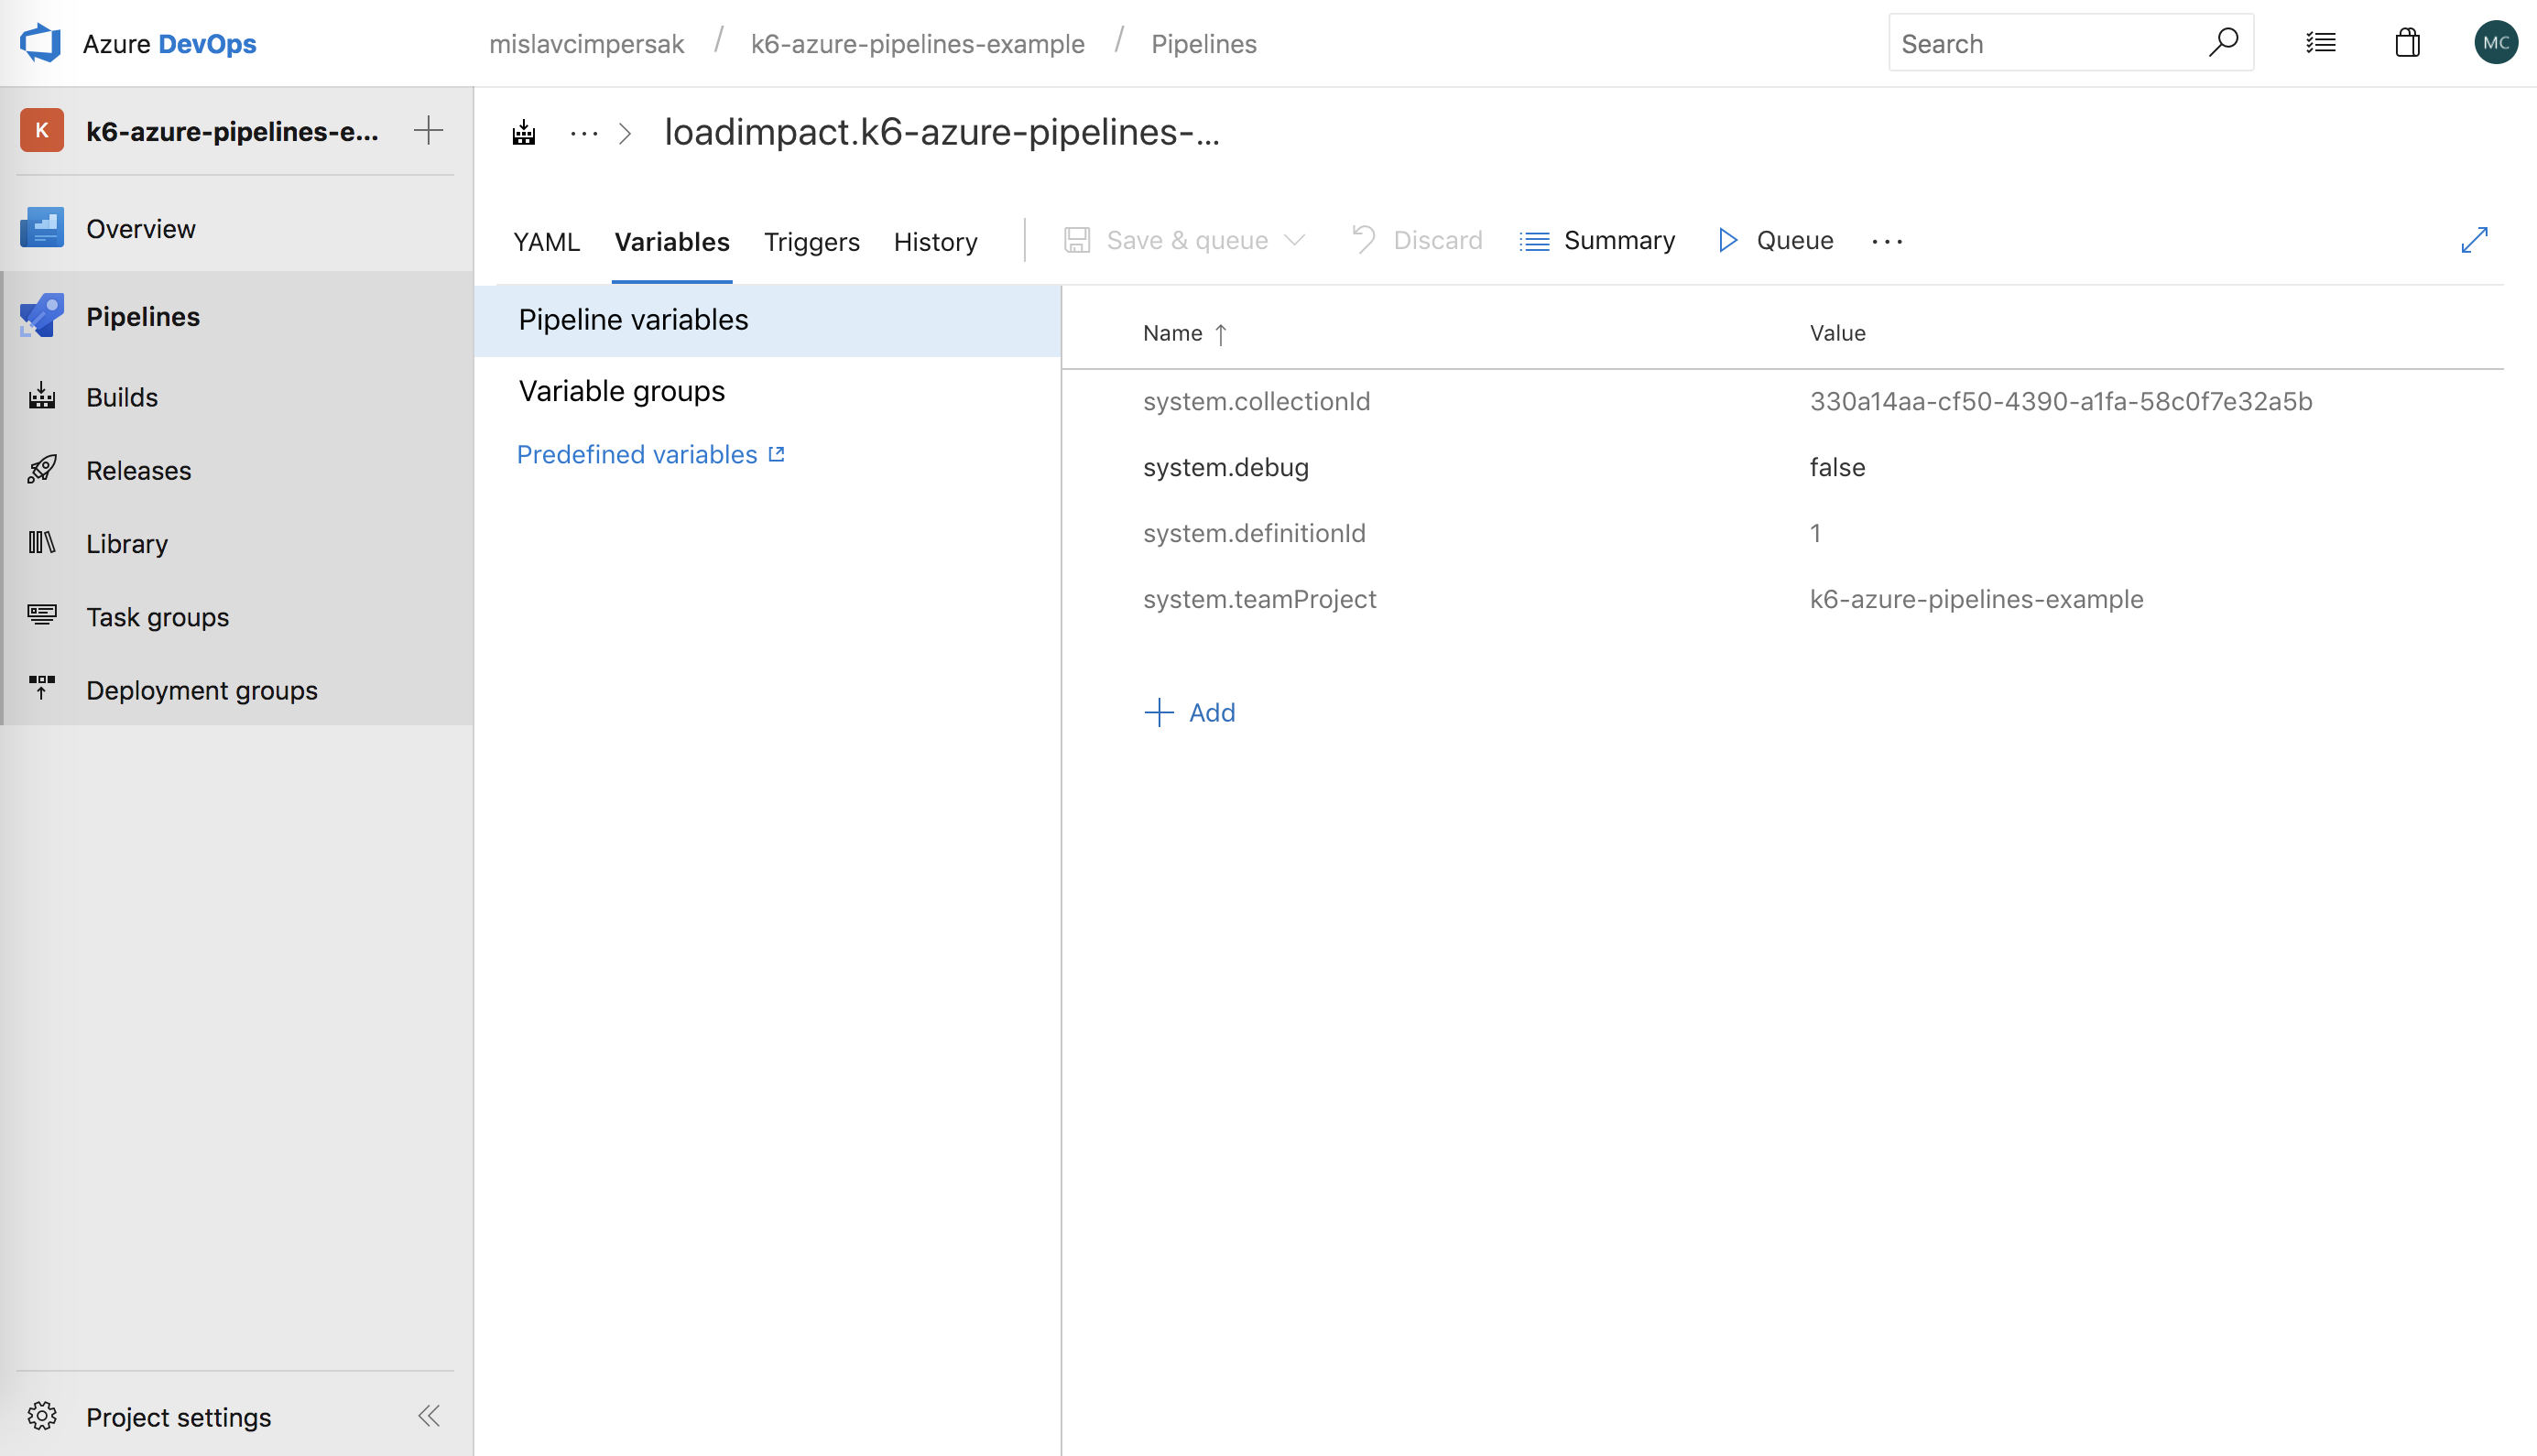 Azure DevOps
mislavcimpersak / k6-azure-pipelines-example / Pipelines
Search
MC
K
k6-azure-pipelines-e...
Overview
Pipelines
Builds
Releases
Library
Task groups
Deployment groups
Project settings
... > loadimpact.k6-azure-pipelines-...
YAML Variables Triggers History
Save & queue Discard Summary Queue ...
Pipeline variables
Variable groups
Predefined variables
Name ↑ Value
system.collectionId 330a14aa-cf50-4390-a1fa-58c0f7e32a5b
system.debug false
system.definitionId 1
system.teamProject k6-azure-pipelines-example
+ Add